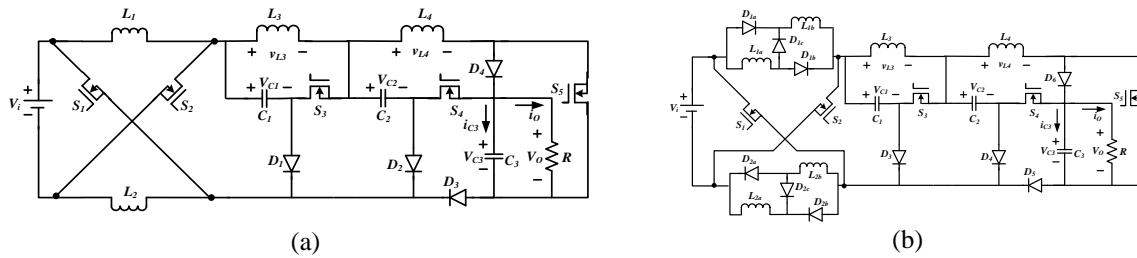 L1 L3 L4
+ vL3 − + vL4 −
D4
S5
Vi + −
S1 S2
+ VC1 − C1 S3
+ VC2 − C2 S4
iC3 iO
D1 D2
+ VC3 − C3
+ VO − R
L2 D3
(a)
D1a L1b
L1a D1c D1b
L3 L4
+ vL3 − + vL4 −
D6
S5
Vi + −
S1 S2
+ VC1 − C1 S3
+ VC2 − C2 S4
iC3 iO
D3 D4
+ VC3 − C3
+ VO − R
D2a L2b
D2c D5
L2a D2b
(b)